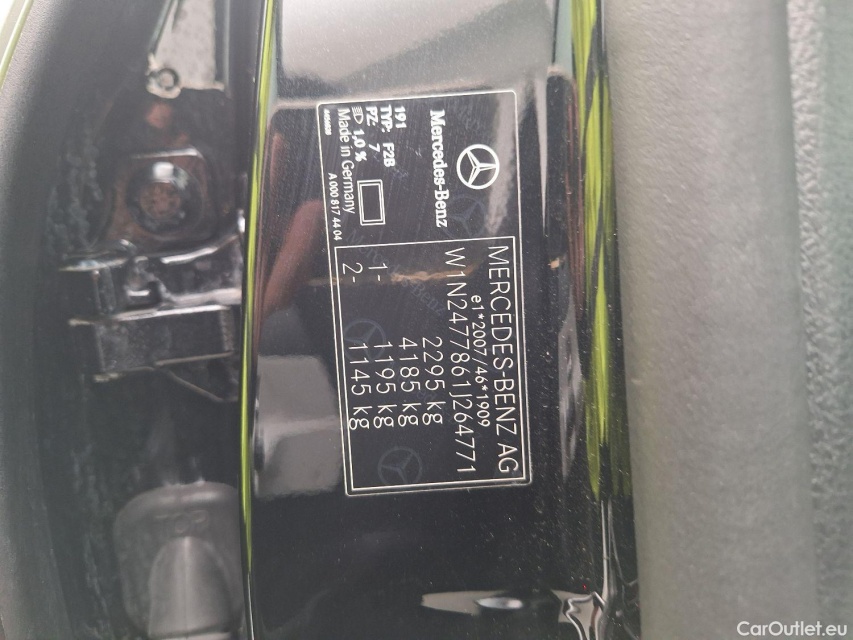 Mercedes-Benz
191
TYP: F2B
PZ: 7
1,0 %
Made in Germany
A 000 817 44 04
MERCEDES-BENZ AG
e1*2007/46*1909
W1N2477861J264771
2295 kg
4185 kg
1- 1195 kg
2- 1145 kg
CarOutlet.eu